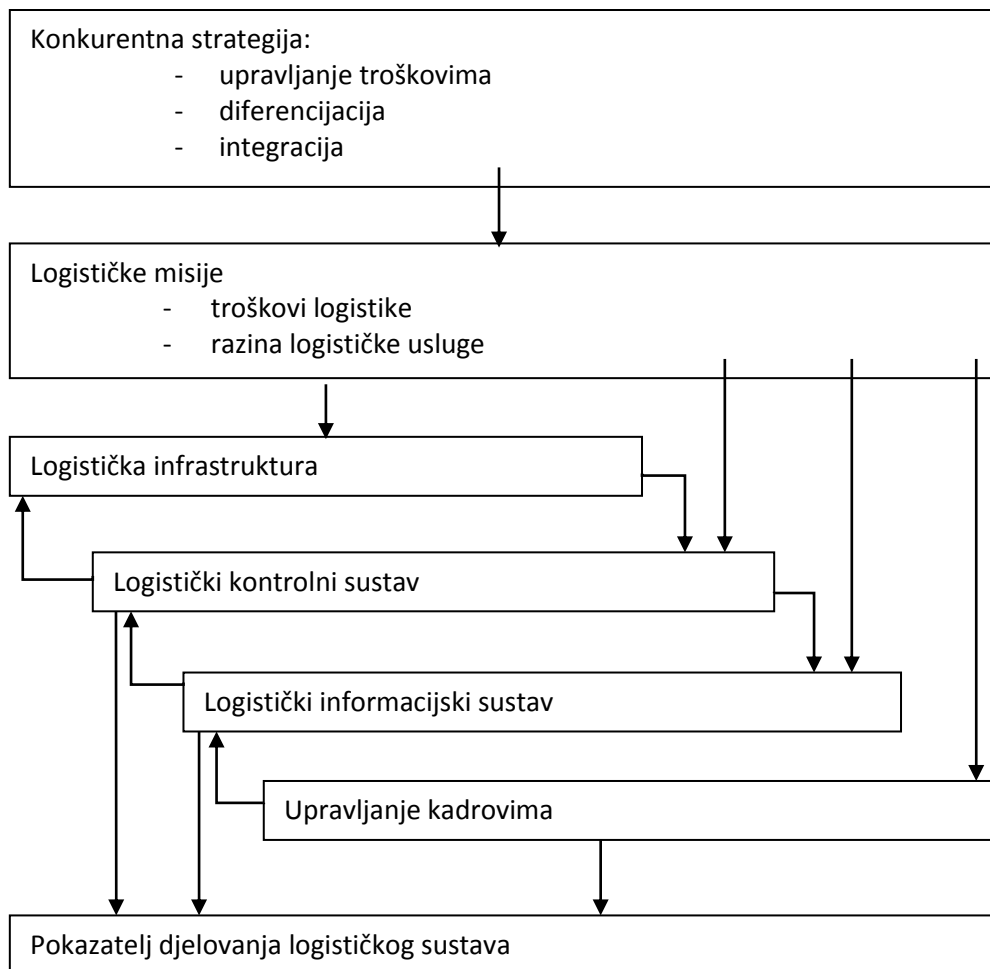 Konkurentna strategija:
- upravljanje troškovima
- diferencijacija
- integracija
Logističke misije
- troškovi logistike
- razina logističke usluge
Logistička infrastruktura
Logistički kontrolni sustav
Logistički informacijski sustav
Upravljanje kadrovima
Pokazatelj djelovanja logističkog sustava